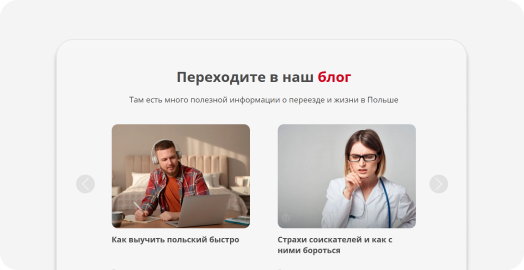 Переходите в наш блог
Там есть много полезной информации о переезде и жизни в Польше
Как выучить польский быстро
Страхи соискателей и как с
ними бороться